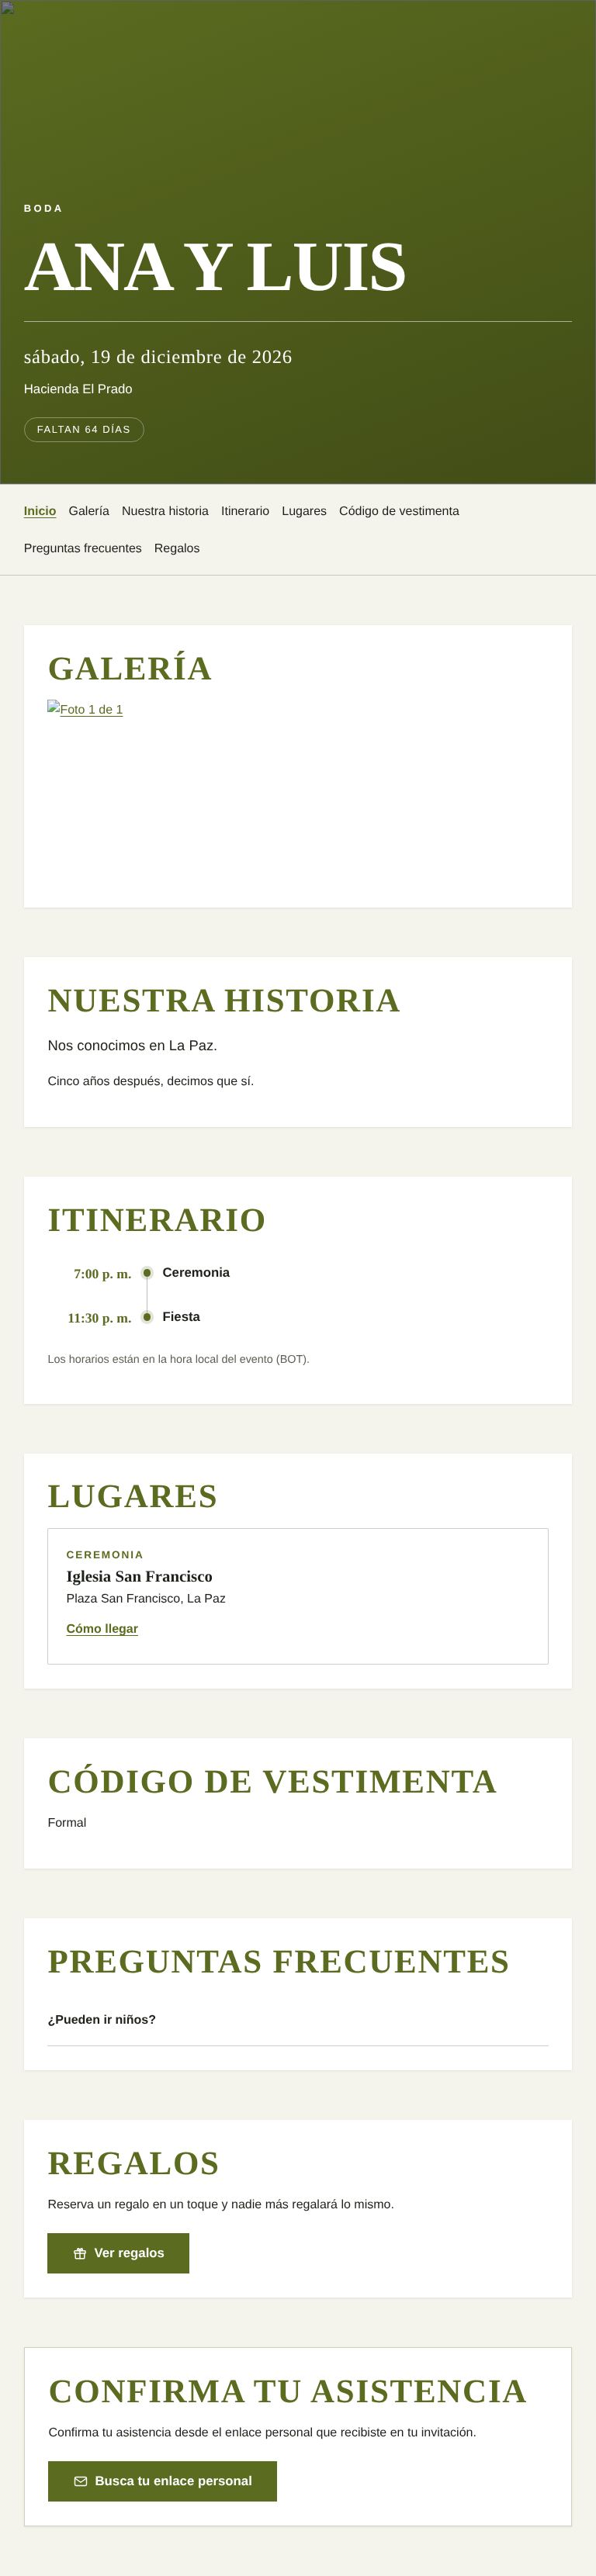 BODA
ANA Y LUIS
sábado, 19 de diciembre de 2026
Hacienda El Prado
FALTAN 64 DÍAS
Inicio Galería Nuestra historia Itinerario Lugares Código de vestimenta
Preguntas frecuentes Regalos
GALERÍA
Foto 1 de 1
NUESTRA HISTORIA
Nos conocimos en La Paz.
Cinco años después, decimos que sí.
ITINERARIO
7:00 p. m. Ceremonia
11:30 p. m. Fiesta
Los horarios están en la hora local del evento (BOT).
LUGARES
CEREMONIA
Iglesia San Francisco
Plaza San Francisco, La Paz
Cómo llegar
CÓDIGO DE VESTIMENTA
Formal
PREGUNTAS FRECUENTES
¿Pueden ir niños?
REGALOS
Reserva un regalo en un toque y nadie más regalará lo mismo.
Ver regalos
CONFIRMA TU ASISTENCIA
Confirma tu asistencia desde el enlace personal que recibiste en tu invitación.
Busca tu enlace personal